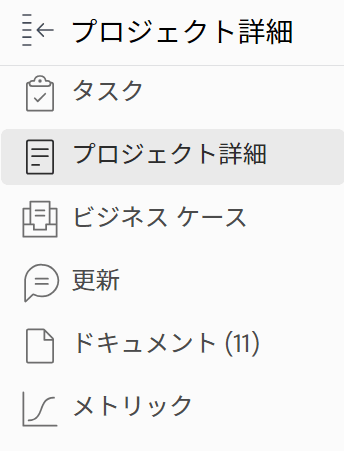 プロジェクト詳細
タスク
プロジェクト詳細
ビジネス ケース
更新
ドキュメント (11)
メトリック